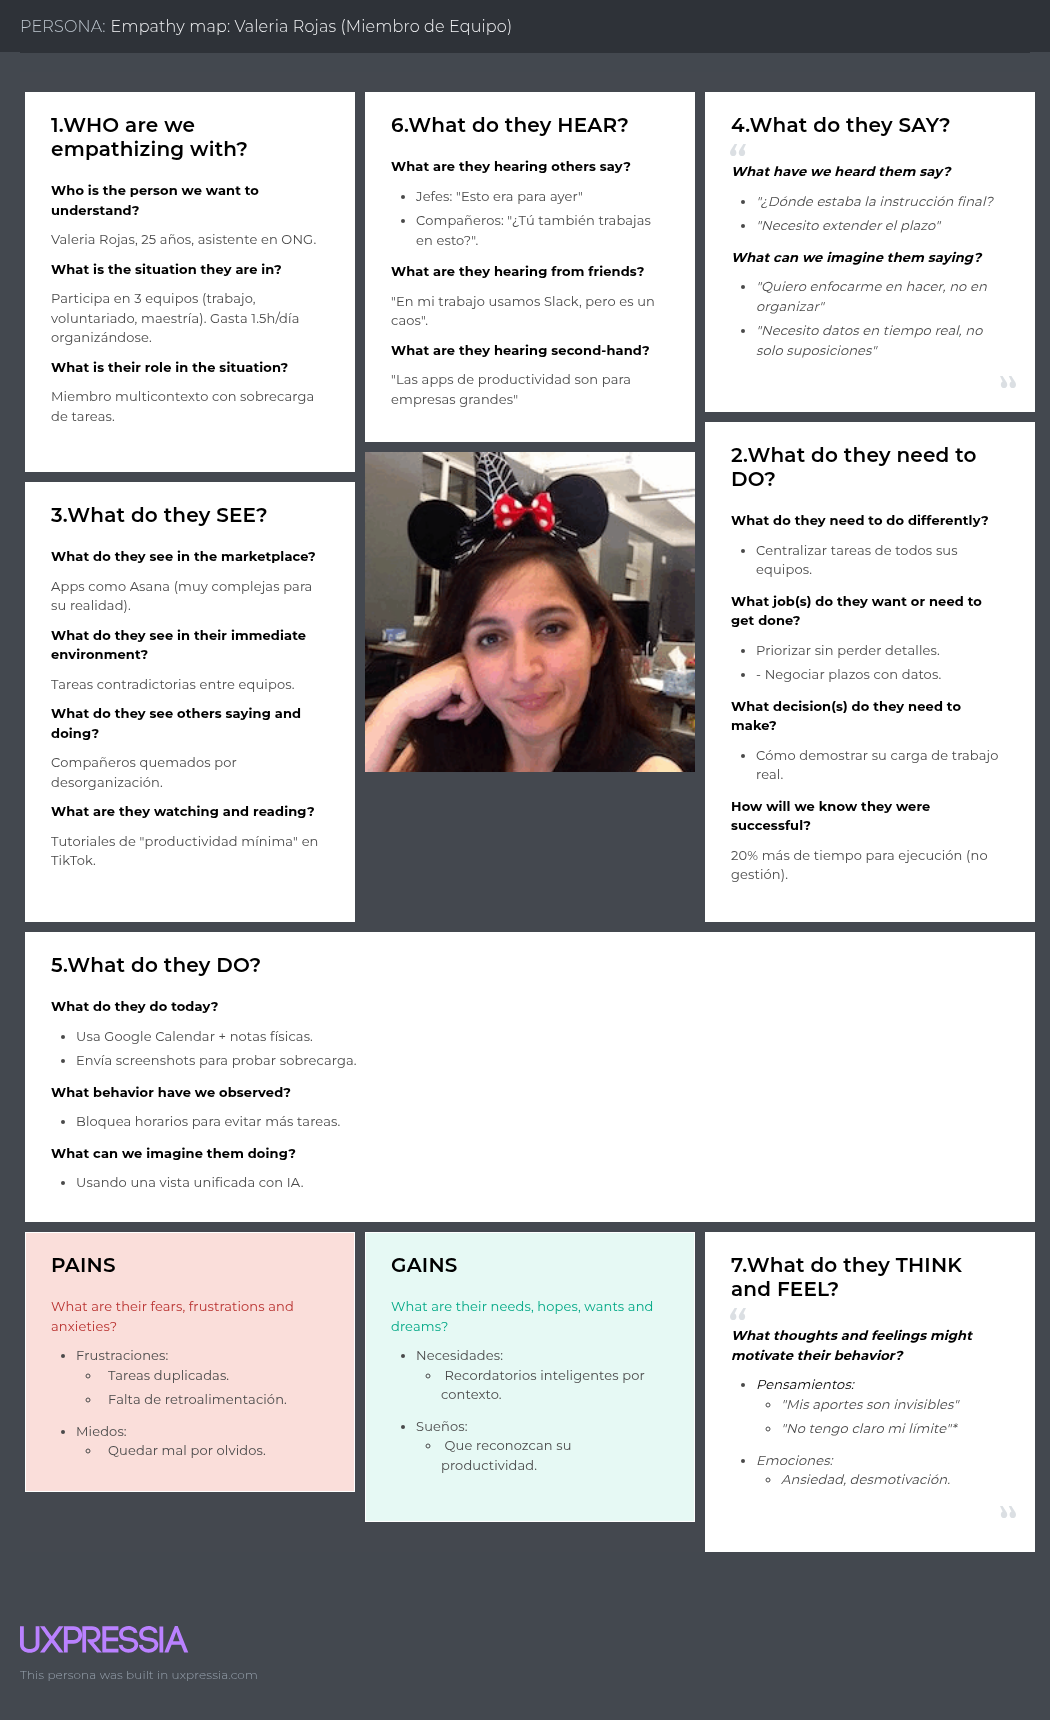 PERSONA: Empathy map: Valeria Rojas (Miembro de Equipo)
1.WHO are we
empathizing with?
Who is the person we want to
understand?
Valeria Rojas, 25 años, asistente en ONG.
What is the situation they are in?
Participa en 3 equipos (trabajo,
voluntariado, maestría). Gasta 1.5h/día
organizándose.
What is their role in the situation?
Miembro multicontexto con sobrecarga
de tareas.
6.What do they HEAR?
What are they hearing others say?
• Jefes: "Esto era para ayer"
• Compañeros: "¿Tú también trabajas
en esto?".
What are they hearing from friends?
"En mi trabajo usamos Slack, pero es un
caos".
What are they hearing second-hand?
"Las apps de productividad son para
empresas grandes"
4.What do they SAY?
“
What have we heard them say?
• "¿Dónde estaba la instrucción final?
• "Necesito extender el plazo"
What can we imagine them saying?
• "Quiero enfocarme en hacer, no en
organizar"
• "Necesito datos en tiempo real, no
solo suposiciones"
”
3.What do they SEE?
What do they see in the marketplace?
Apps como Asana (muy complejas para
su realidad).
What do they see in their immediate
environment?
Tareas contradictorias entre equipos.
What do they see others saying and
doing?
Compañeros quemados por
desorganización.
What are they watching and reading?
Tutoriales de "productividad mínima" en
TikTok.
2.What do they need to
DO?
What do they need to do differently?
• Centralizar tareas de todos sus
equipos.
What job(s) do they want or need to
get done?
• Priorizar sin perder detalles.
• - Negociar plazos con datos.
What decision(s) do they need to
make?
• Cómo demostrar su carga de trabajo
real.
How will we know they were
successful?
20% más de tiempo para ejecución (no
gestión).
5.What do they DO?
What do they do today?
• Usa Google Calendar + notas físicas.
• Envía screenshots para probar sobrecarga.
What behavior have we observed?
• Bloquea horarios para evitar más tareas.
What can we imagine them doing?
• Usando una vista unificada con IA.
PAINS
What are their fears, frustrations and
anxieties?
• Frustraciones:
◦ Tareas duplicadas.
◦ Falta de retroalimentación.
• Miedos:
◦ Quedar mal por olvidos.
GAINS
What are their needs, hopes, wants and
dreams?
• Necesidades:
◦ Recordatorios inteligentes por
contexto.
• Sueños:
◦ Que reconozcan su
productividad.
7.What do they THINK
and FEEL?
“
What thoughts and feelings might
motivate their behavior?
• Pensamientos:
◦ "Mis aportes son invisibles"
◦ "No tengo claro mi límite"*
• Emociones:
◦ Ansiedad, desmotivación.
”
UXPRESSIA
This persona was built in uxpressia.com